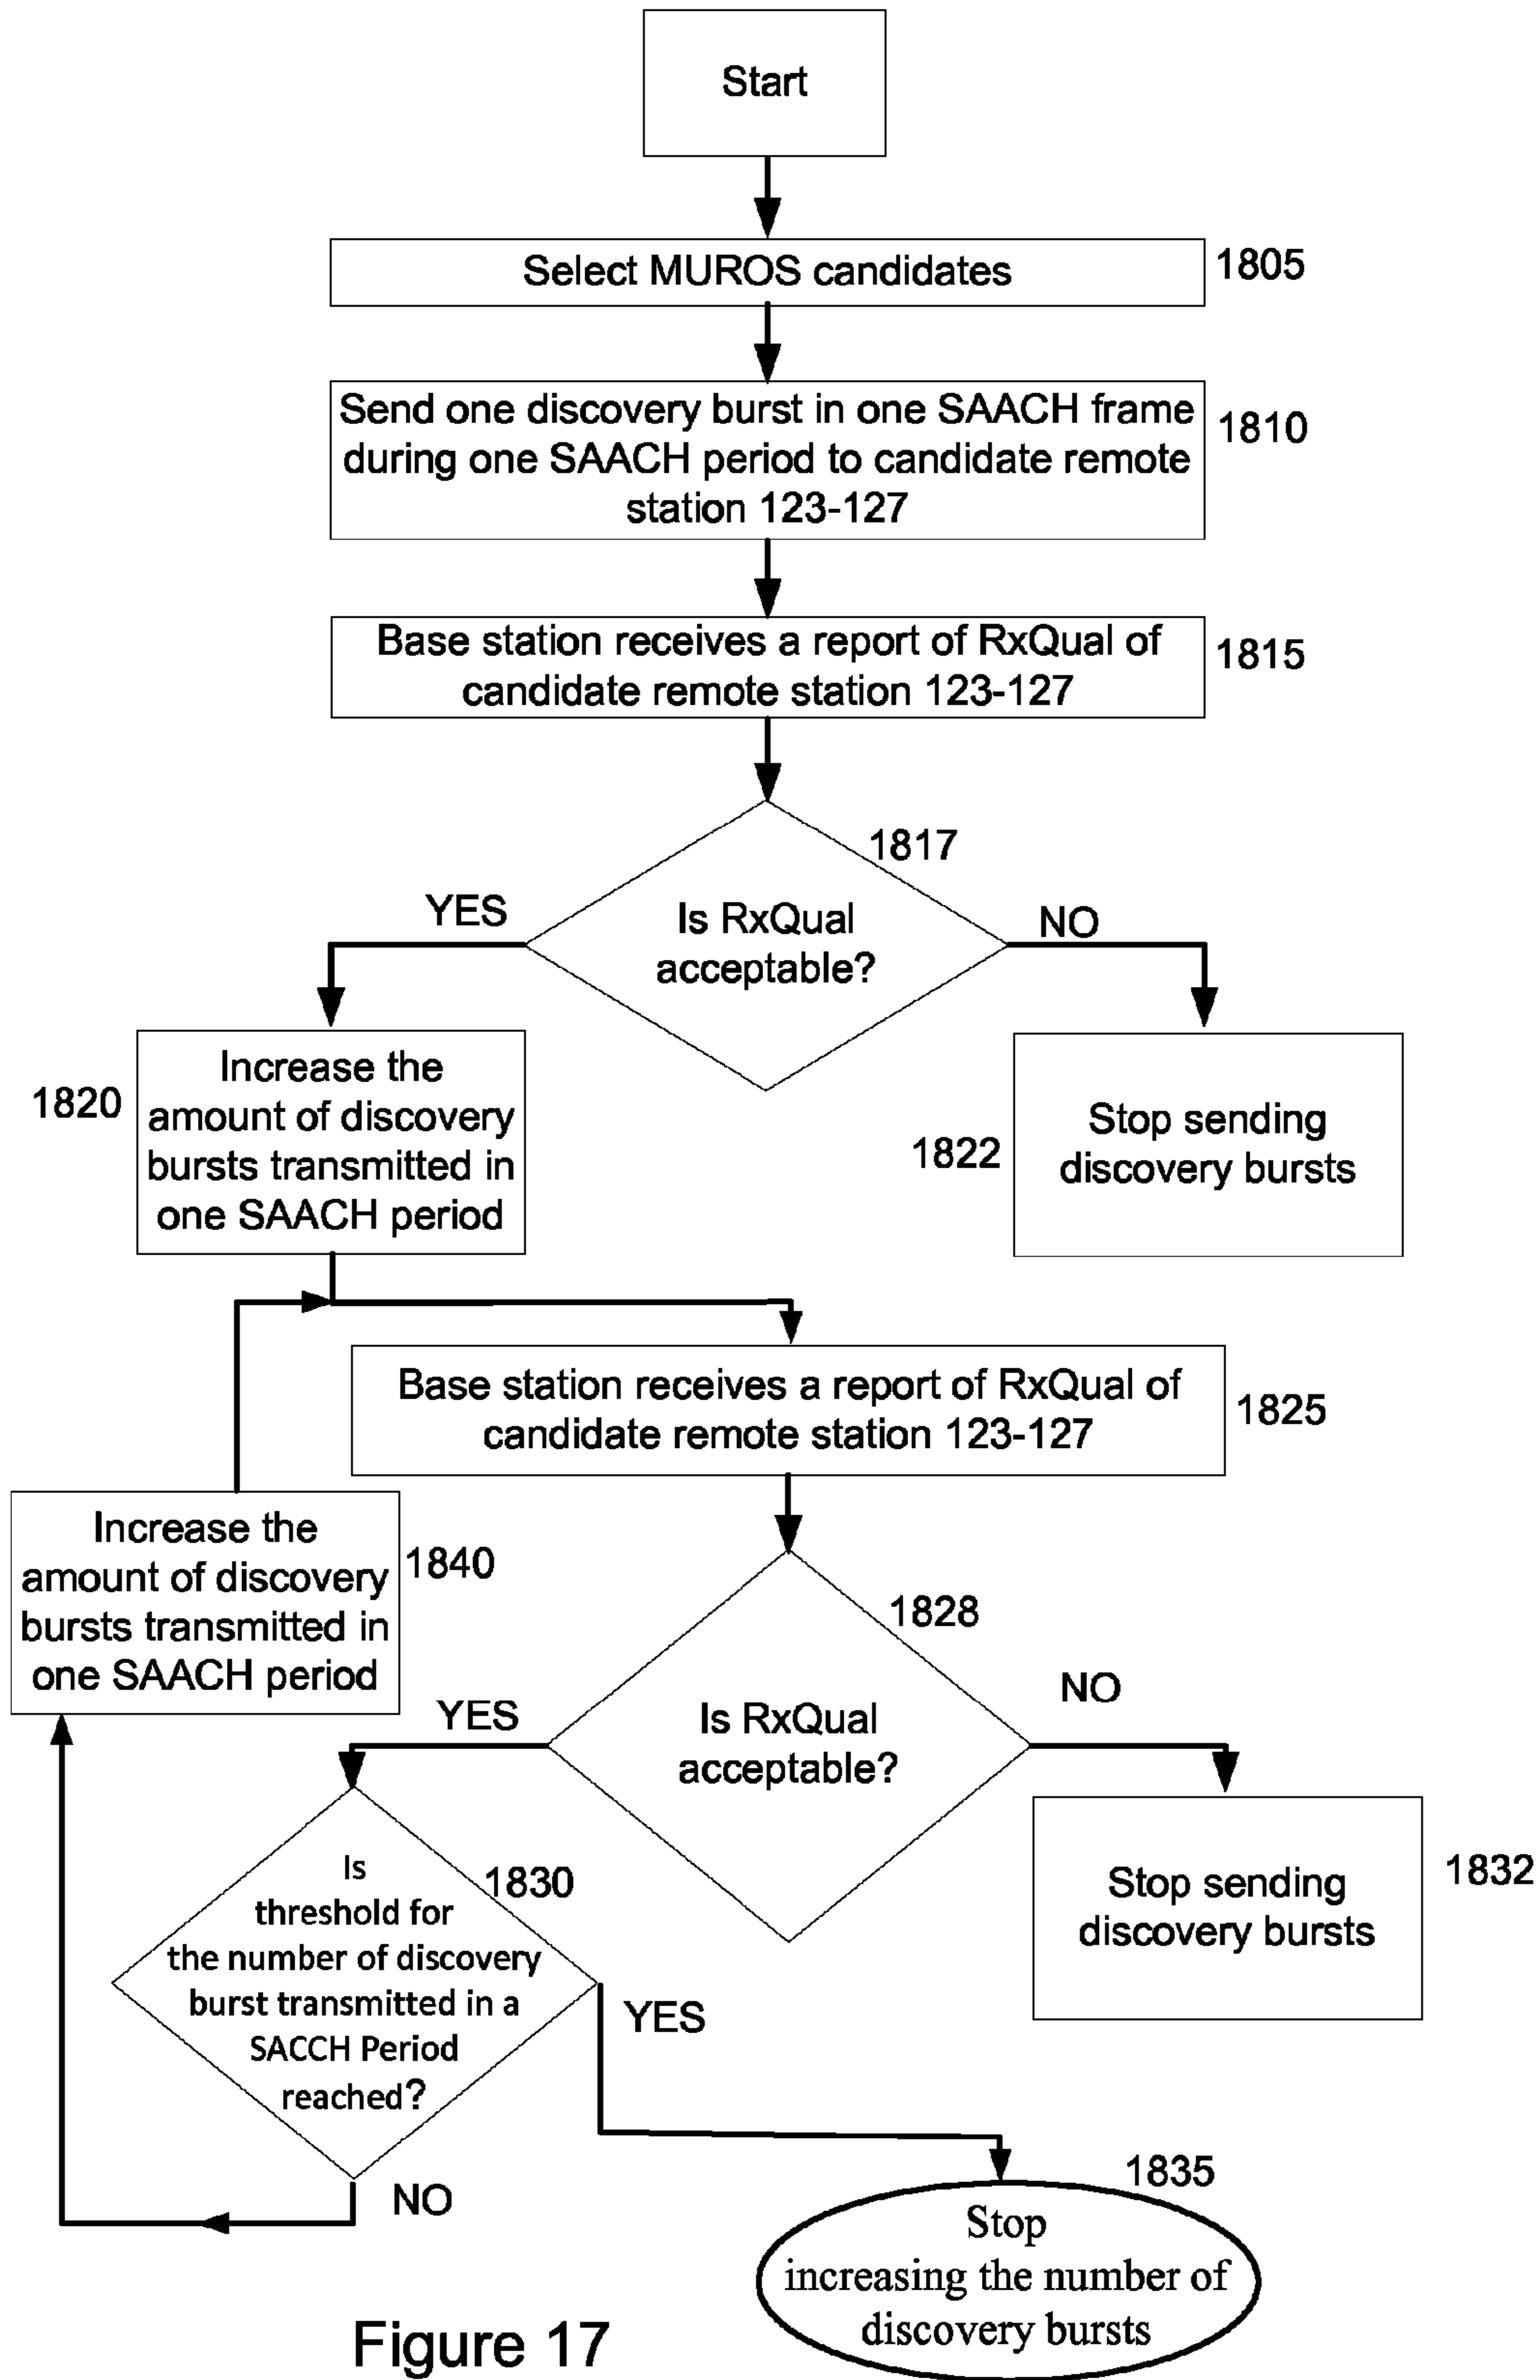 Start
Select MUROS candidates
1805
Send one discovery burst in one SAACH frame
during one SAACH period to candidate remote
station 123-127
1810
Base station receives a report of RxQual of
candidate remote station 123-127
1815
1817
Is RxQual
acceptable?
YES
NO
1820
Increase the
amount of discovery
bursts transmitted in
one SAACH period
1822
Stop sending
discovery bursts
Base station receives a report of RxQual of
candidate remote station 123-127
1825
Increase the
amount of discovery
bursts transmitted in
one SAACH period
1840
1828
Is RxQual
acceptable?
YES
NO
Is
threshold for
the number of discovery
burst transmitted in a
SACCH Period
reached?
1830
Stop sending
discovery bursts
1832
YES
NO
1835
Stop
increasing the number of
discovery bursts
Figure 17